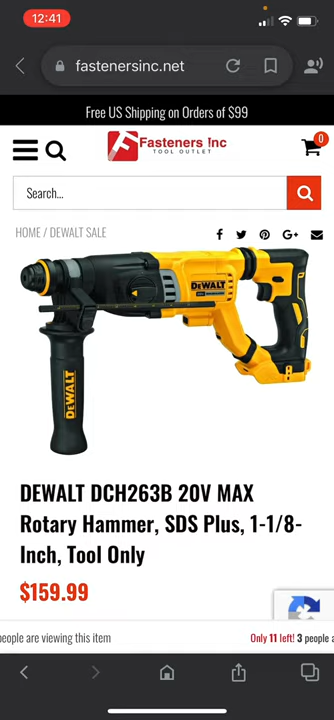 12:41
fastenersinc.net
Free US Shipping on Orders of $99
Fasteners Inc
TOOL OUTLET
0
Search...
HOME / DEWALT SALE
DEWALT
DEWALT
DEWALT DCH263B 20V MAX
Rotary Hammer, SDS Plus, 1-1/8-
Inch, Tool Only
$159.99
people are viewing this item
Only 11 left! 3 people a